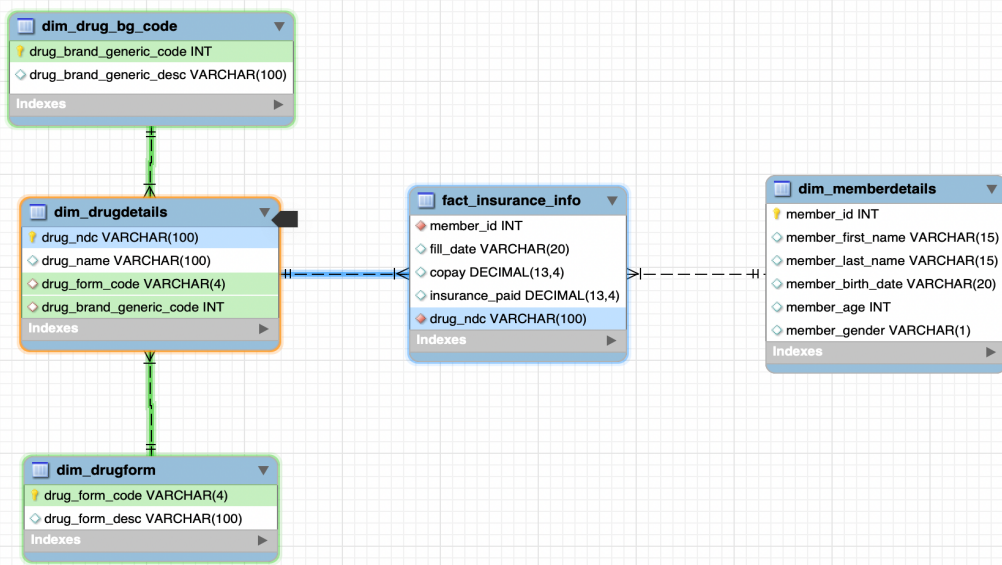 dim_drug_bg_code
drug_brand_generic_code INT
drug_brand_generic_desc VARCHAR(100)
Indexes
dim_drugdetails
drug_ndc VARCHAR(100)
drug_name VARCHAR(100)
drug_form_code VARCHAR(4)
drug_brand_generic_code INT
Indexes
dim_drugform
drug_form_code VARCHAR(4)
drug_form_desc VARCHAR(100)
Indexes
fact_insurance_info
member_id INT
fill_date VARCHAR(20)
copay DECIMAL(13,4)
insurance_paid DECIMAL(13,4)
drug_ndc VARCHAR(100)
Indexes
dim_memberdetails
member_id INT
member_first_name VARCHAR(15)
member_last_name VARCHAR(15)
member_birth_date VARCHAR(20)
member_age INT
member_gender VARCHAR(1)
Indexes